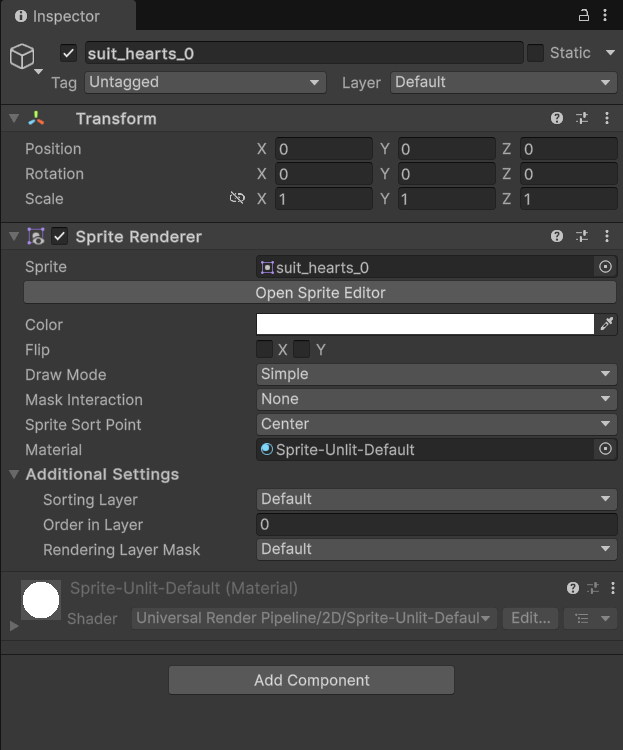 Inspector
suit_hearts_0 Static
Tag Untagged Layer Default
Transform
Position X 0 Y 0 Z 0
Rotation X 0 Y 0 Z 0
Scale X 1 Y 1 Z 1
Sprite Renderer
Sprite suit_hearts_0
Open Sprite Editor
Color
Flip X Y
Draw Mode Simple
Mask Interaction None
Sprite Sort Point Center
Material Sprite-Unlit-Default
Additional Settings
Sorting Layer Default
Order in Layer 0
Rendering Layer Mask Default
Sprite-Unlit-Default (Material)
Shader Universal Render Pipeline/2D/Sprite-Unlit-Defaul Edit...
Add Component